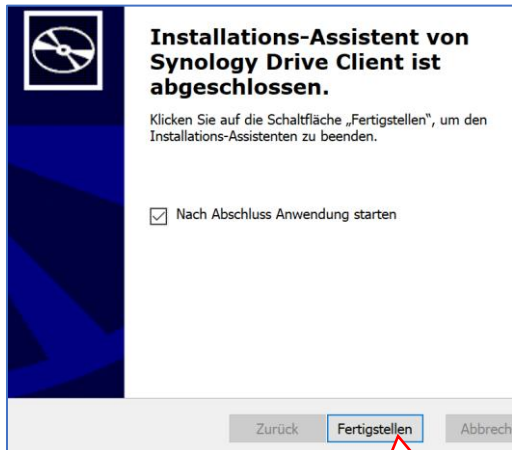 Installations-Assistent von
Synology Drive Client ist
abgeschlossen.
Klicken Sie auf die Schaltfläche „Fertigstellen“, um den
Installations-Assistenten zu beenden.
Nach Abschluss Anwendung starten
Zurück Fertigstellen Abbrech